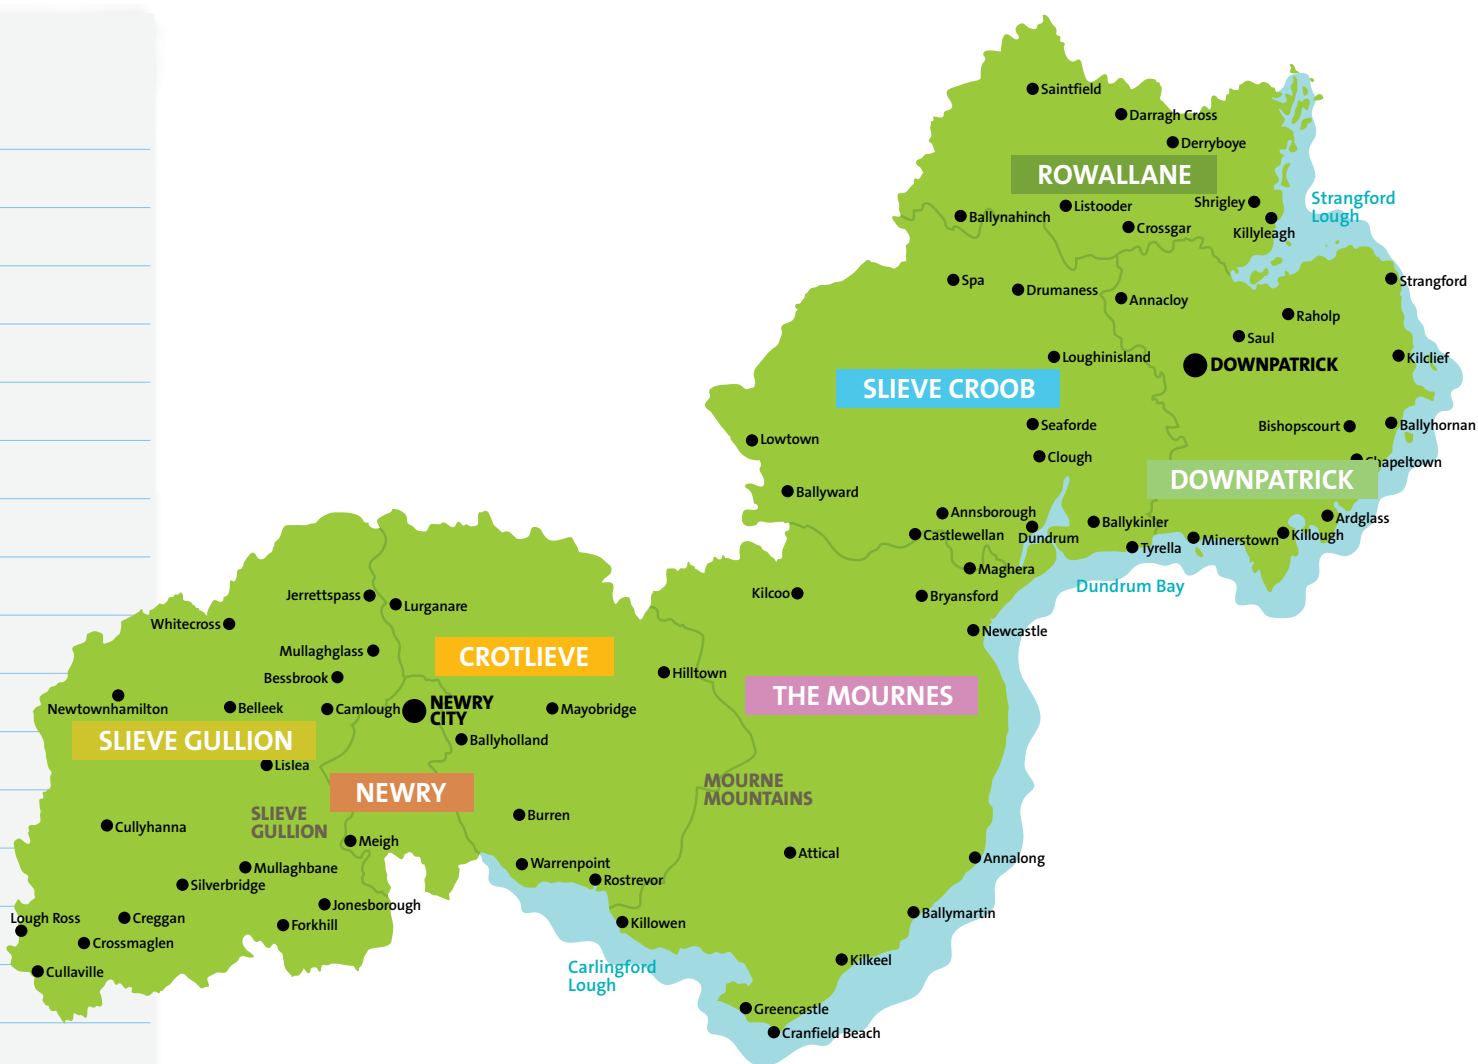 Saintfield
Darragh Cross
Derryboye
ROWALLANE
Shrigley
Strangford
Lough
Listooder
Ballynahinch
Crossgar
Killyleagh
Spa
Drumaness
Annacloy
Strangford
Raholp
Saul
Loughinisland
DOWNPATRICK
Kilclief
SLIEVE CROOB
Seaforde
Bishopscourt
Ballyhornan
Lowtown
Clough
Chapeltown
DOWNPATRICK
Ballyward
Annsborough
Ballykinler
Ardglass
Castlewellan
Dundrum
Minerstown
Killough
Tyrella
Maghera
Dundrum Bay
Kilcoo
Bryansford
Jerrettspass
Lurganare
Whitecross
Newcastle
Mullaghglass
CROTLIEVE
Bessbrook
Hilltown
THE MOURNES
Newtownhamilton
Belleek
Camlough
NEWRY
CITY
Mayobridge
SLIEVE GULLION
Ballyholland
Lislea
NEWRY
MOURNE
MOUNTAINS
SLIEVE
GULLION
Burren
Cullyhanna
Meigh
Attical
Annalong
Mullaghbane
Warrenpoint
Silverbridge
Rostrevor
Jonesborough
Ballymartin
Lough Ross
Creggan
Forkhill
Killowen
Crossmaglen
Kilkeel
Cullaville
Carlingford
Lough
Greencastle
Cranfield Beach